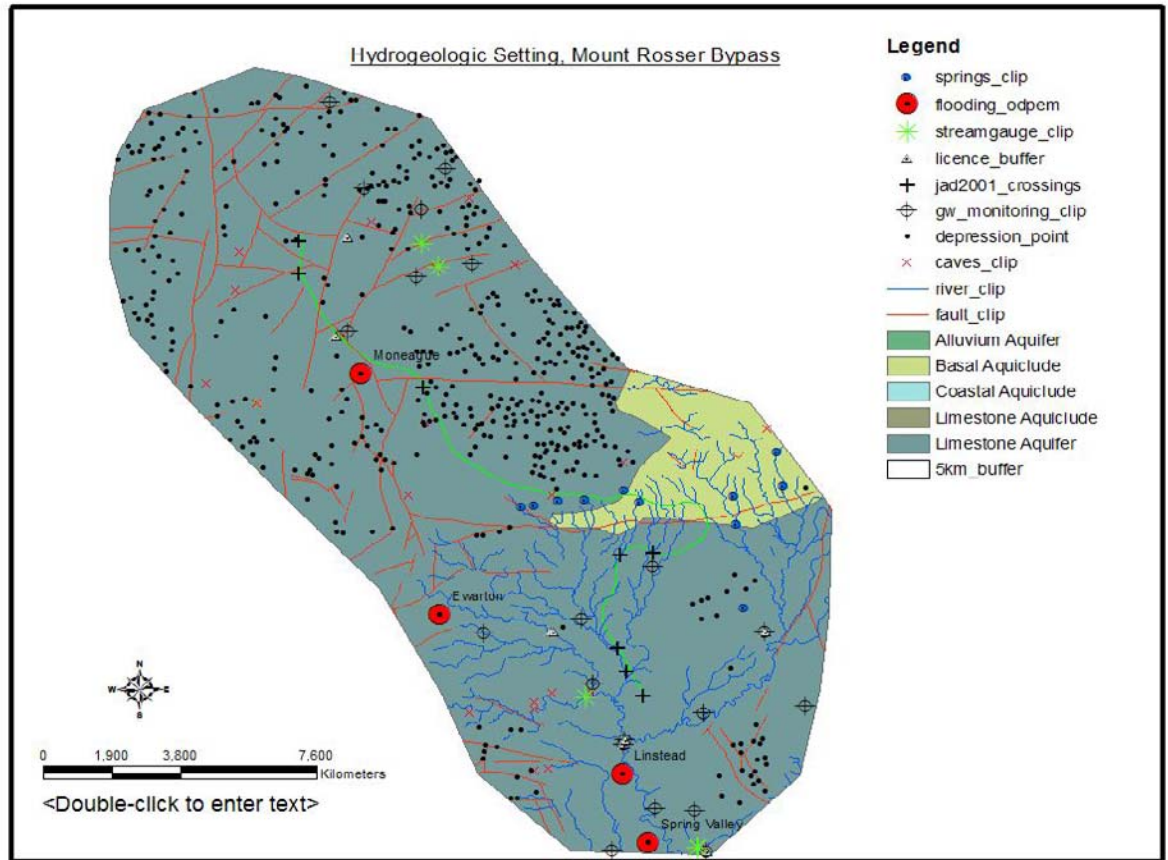 Hydrogeologic Setting, Mount Rosser Bypass
Legend
springs_clip
flooding_odpem
streamgauge_clip
licence_buffer
jad2001_crossings
gw_monitoring_clip
depression_point
caves_clip
river_clip
fault_clip
Alluvium Aquifer
Basal Aquiclude
Coastal Aquiclude
Limestone Aquiclude
Limestone Aquifer
5km_buffer
Moneague
Ewarton
Linstead
Spring Valley
N
W E
S
0 1,900 3,800 7,600
Kilometers
<Double-click to enter text>